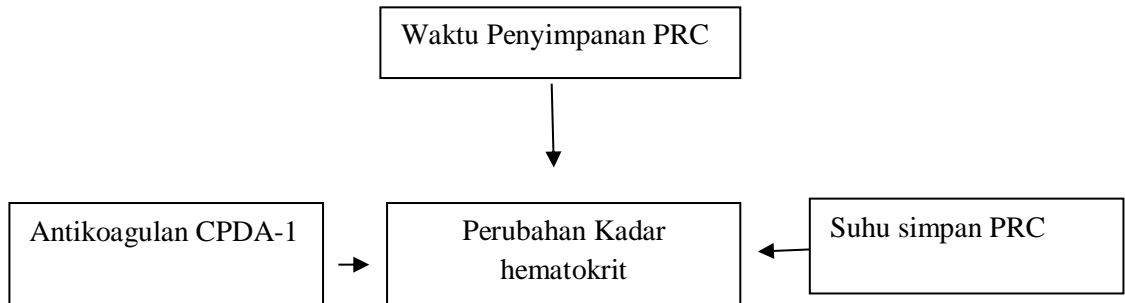 Waktu Penyimpanan PRC
Antikoagulan CPDA-1
Perubahan Kadar
hematokrit
Suhu simpan PRC